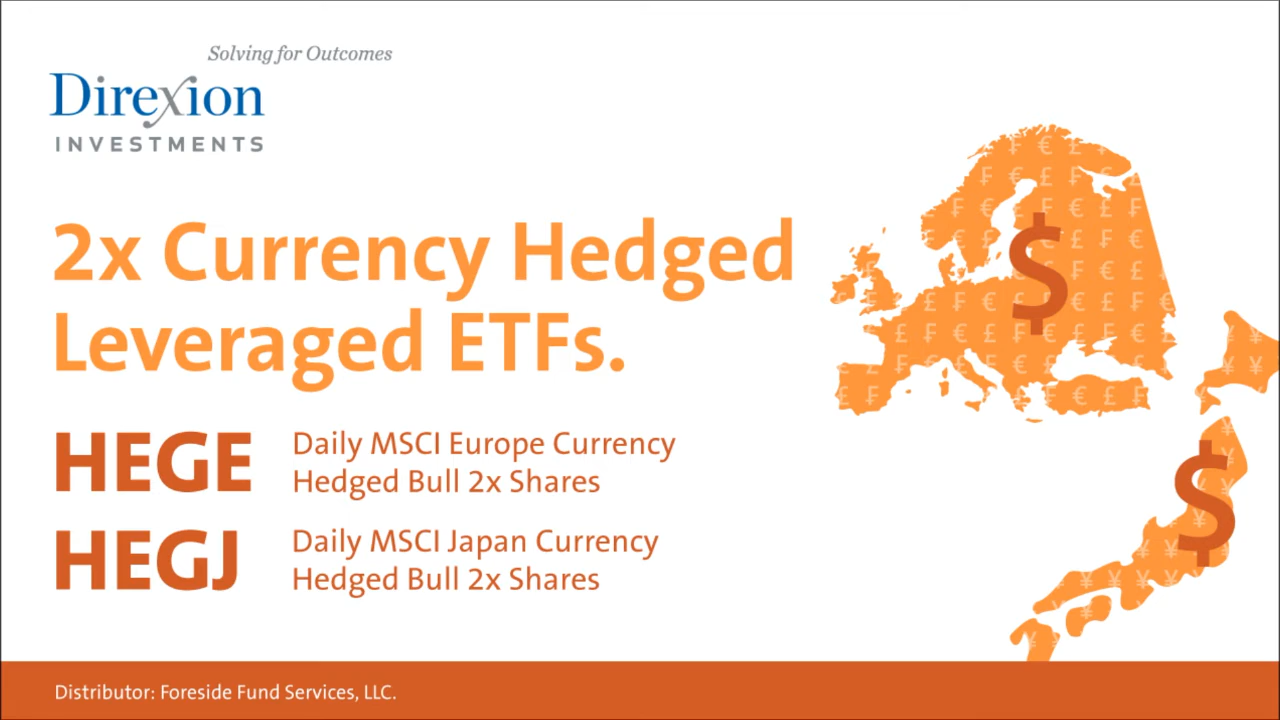 Solving for Outcomes
Direxion
INVESTMENTS
2x Currency Hedged
Leveraged ETFs.
HEGE
Daily MSCI Europe Currency
Hedged Bull 2x Shares
HEGJ
Daily MSCI Japan Currency
Hedged Bull 2x Shares
$
$
Distributor: Foreside Fund Services, LLC.